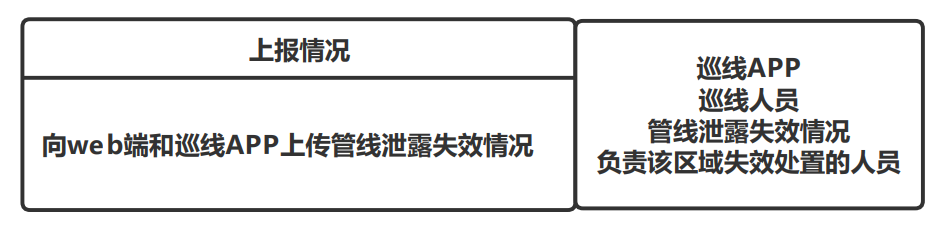 上报情况
向web端和巡线APP上传管线泄露失效情况
巡线APP
巡线人员
管线泄露失效情况
负责该区域失效处置的人员